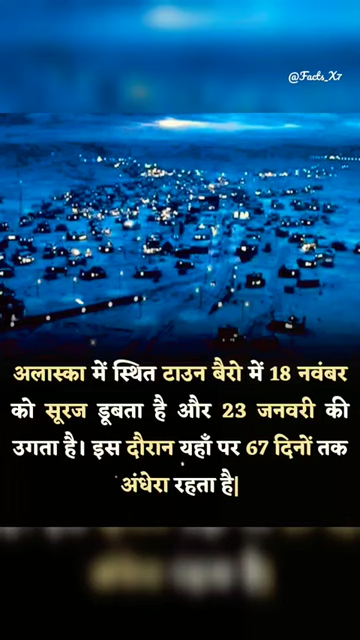 @Facts_X7
अलास्का में स्थित टाउन बैरो में 18 नवंबर
को सूरज डूबता है और 23 जनवरी की
उगता है। इस दौरान यहाँ पर 67 दिनों तक
अंधेरा रहता है|